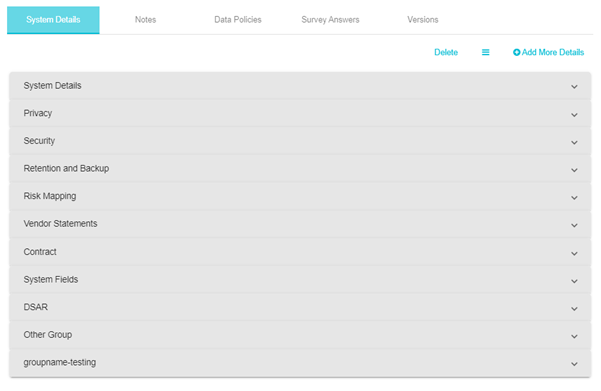 System Details Notes Data Policies Survey Answers Versions
Delete Add More Details
System Details
Privacy
Security
Retention and Backup
Risk Mapping
Vendor Statements
Contract
System Fields
DSAR
Other Group
groupname-testing